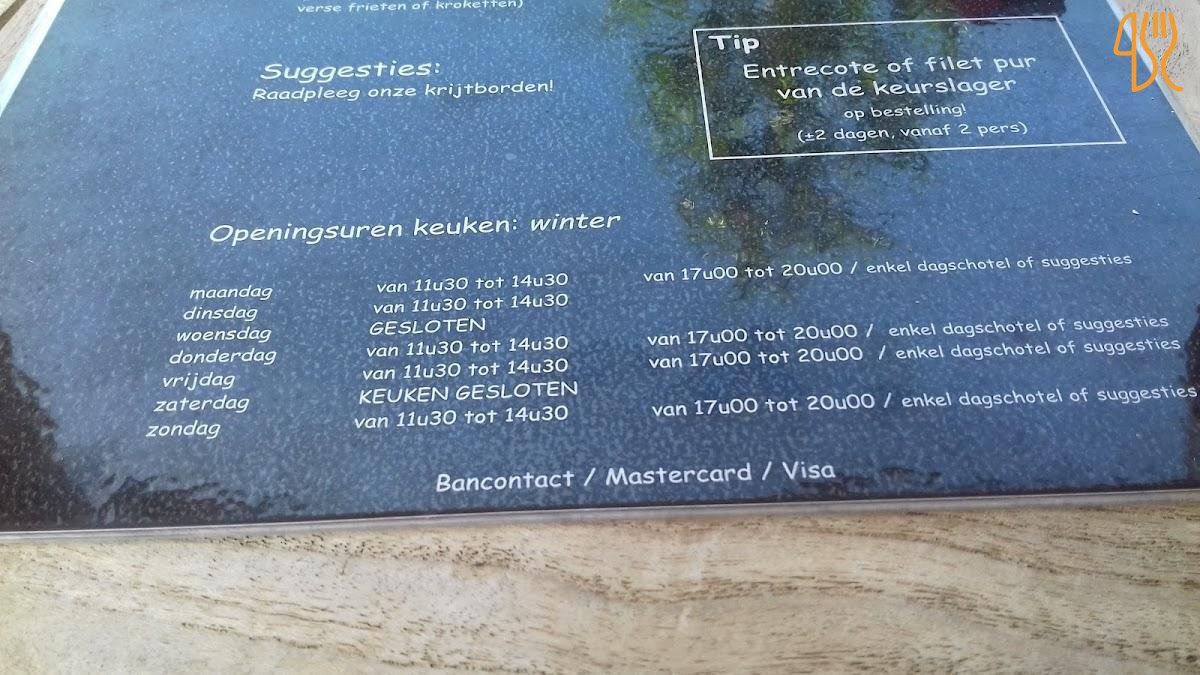 verse frieten of kroketten)
Suggesties:
Raadpleeg onze krijtborden!
Tip
Entrecote of filet pur
van de keurslager
op bestelling!
(±2 dagen, vanaf 2 pers)
Openingsuren keuken: winter
maandag van 11u30 tot 14u30 van 17u00 tot 20u00 / enkel dagschotel of suggesties
dinsdag van 11u30 tot 14u30
woensdag GESLOTEN
donderdag van 11u30 tot 14u30 van 17u00 tot 20u00 / enkel dagschotel of suggesties
vrijdag van 11u30 tot 14u30 van 17u00 tot 20u00 / enkel dagschotel of suggesties
zaterdag KEUKEN GESLOTEN
zondag van 11u30 tot 14u30 van 17u00 tot 20u00 / enkel dagschotel of suggesties
Bancontact / Mastercard / Visa